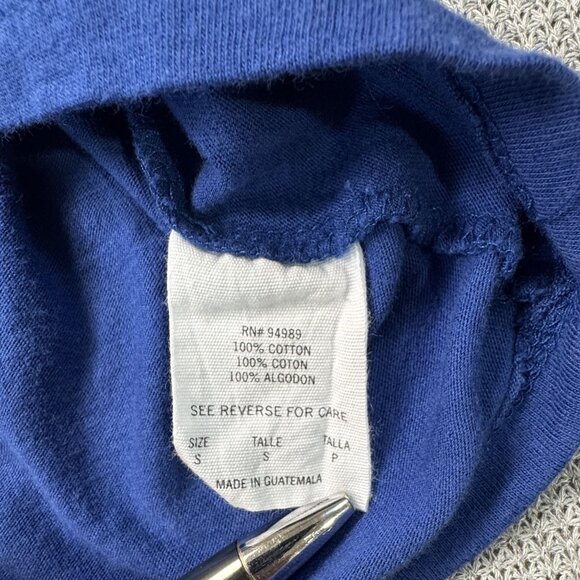 RN# 94989
100% COTTON
100% COTON
100% ALGODON
SEE REVERSE FOR CARE
SIZE TALLE TALLA
S S P
MADE IN GUATEMALA